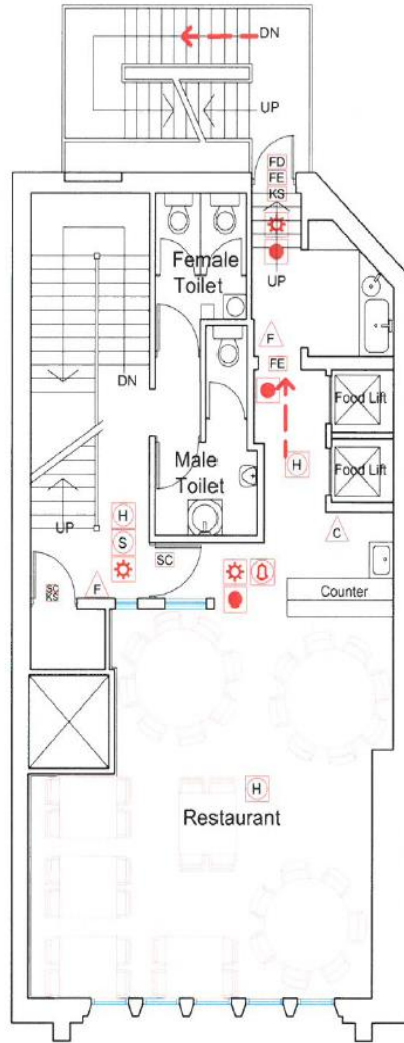 DN
UP
FD
FE
KS
UP
Female
Toilet
F
FE
DN
Food Lift
Food Lift
Male
Toilet
H
UP
H
S
SC
C
F
Counter
H
Restaurant